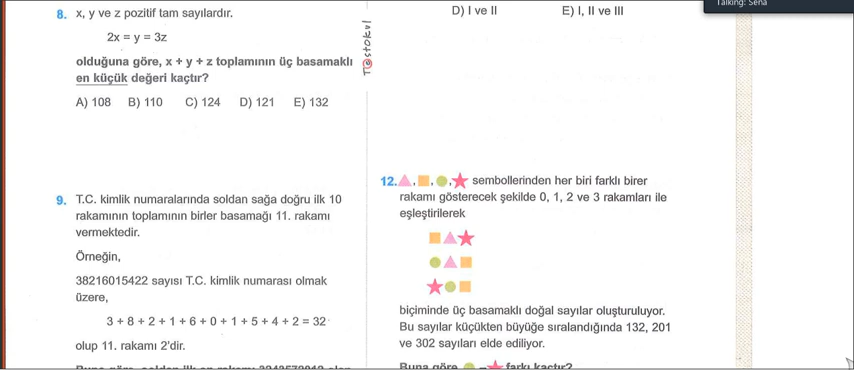 Talking: Sena
8. x, y ve z pozitif tam sayılardır.
2x = y = 3z
olduğuna göre, x + y + z toplamının üç basamaklı
en küçük değeri kaçtır?
A) 108 B) 110 C) 124 D) 121 E) 132
9. T.C. kimlik numaralarında soldan sağa doğru ilk 10
rakamının toplamının birler basamağı 11. rakamı
vermektedir.
Örneğin,
38216015422 sayısı T.C. kimlik numarası olmak
üzere,
3 + 8 + 2 + 1 + 6 + 0 + 1 + 5 + 4 + 2 = 32
olup 11. rakamı 2'dir.
Tostokul
D) I ve II E) I, II ve III
12. , , , sembollerinden her biri farklı birer
rakamı gösterecek şekilde 0, 1, 2 ve 3 rakamları ile
eşleştirilerek
biçiminde üç basamaklı doğal sayılar oluşturuluyor.
Bu sayılar küçükten büyüğe sıralandığında 132, 201
ve 302 sayıları elde ediliyor.
Buna göre, – farkı kaçtır?